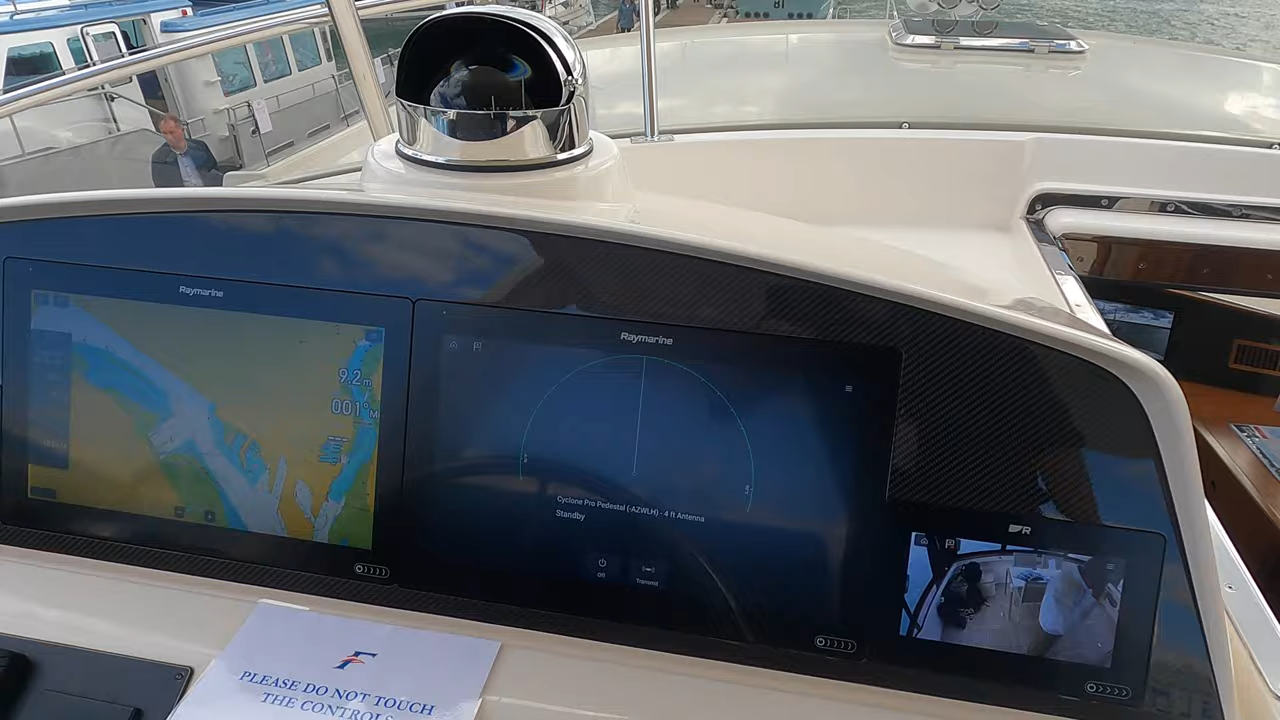 Raymarine
9.2m
001°M
Raymarine
Cyclone Pro Pedestal (-AZWLH) - 4 ft Antenna
Standby
Off
Transmit
R
F
PLEASE DO NOT TOUCH
THE CONTROLS